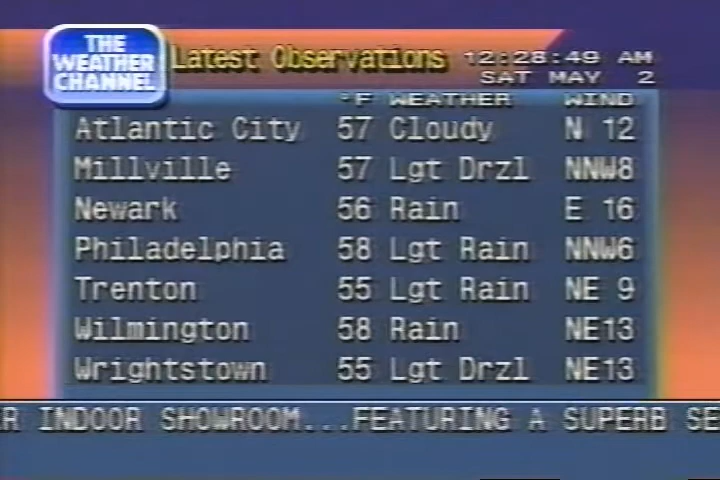 THE
WEATHER
CHANNEL
Latest Observations 12:28:49 AM
SAT MAY 2
°F WEATHER WIND
Atlantic City 57 Cloudy N 12
Millville 57 Lgt Drzl NNW8
Newark 56 Rain E 16
Philadelphia 58 Lgt Rain NNW6
Trenton 55 Lgt Rain NE 9
Wilmington 58 Rain NE13
Wrightstown 55 Lgt Drzl NE13
R INDOOR SHOWROOM...FEATURING A SUPERB SE